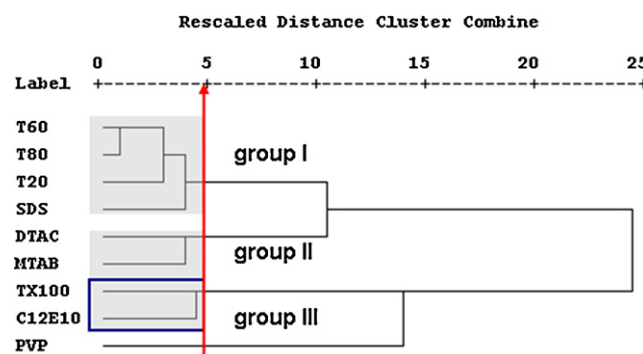 Rescaled Distance Cluster Combine
0 5 10 15 20 25
Label
T60
T80
group I
T20
SDS
DTAC
group II
MTAB
TX100
C12E10
group III
PVP